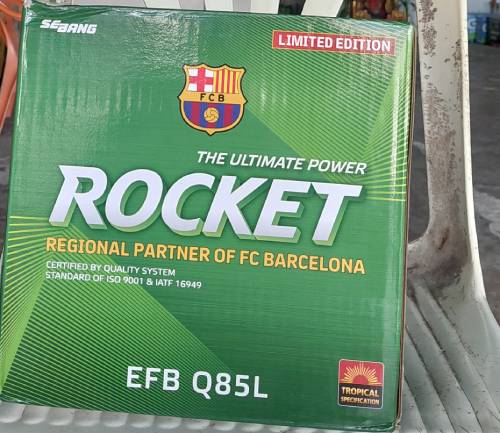 SEBANG
LIMITED EDITION
FCB
THE ULTIMATE POWER
ROCKET
REGIONAL PARTNER OF FC BARCELONA
CERTIFIED BY QUALITY SYSTEM
STANDARD OF ISO 9001 & IATF 16949
EFB Q85L
TROPICAL
SPECIFICATION